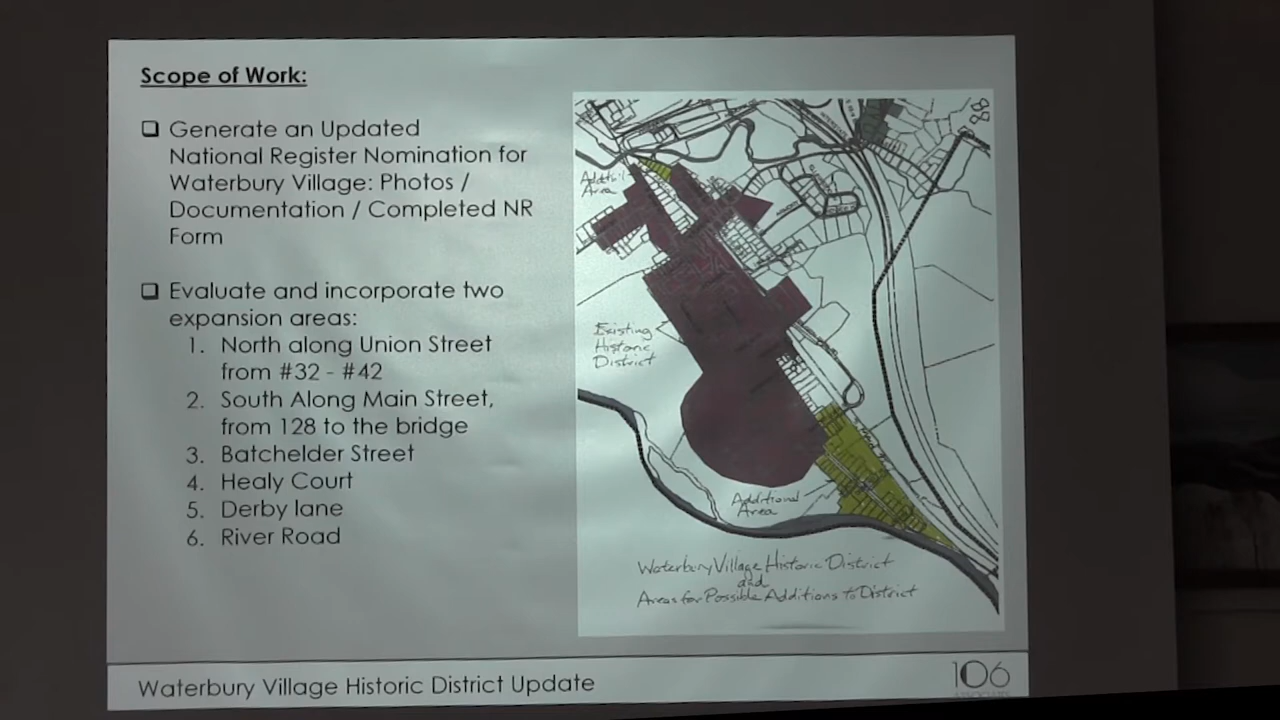 Scope of Work:
❑ Generate an Updated
National Register Nomination for
Waterbury Village: Photos /
Documentation / Completed NR
Form
❑ Evaluate and incorporate two
expansion areas:
1. North along Union Street
from #32 - #42
2. South Along Main Street,
from 128 to the bridge
3. Batchelder Street
4. Healy Court
5. Derby lane
6. River Road
Area
Existing
Historic
District
Additional
Area
Waterbury Village Historic District
and
Areas for Possible Additions to District
Waterbury Village Historic District Update
106
ASSOCIATES